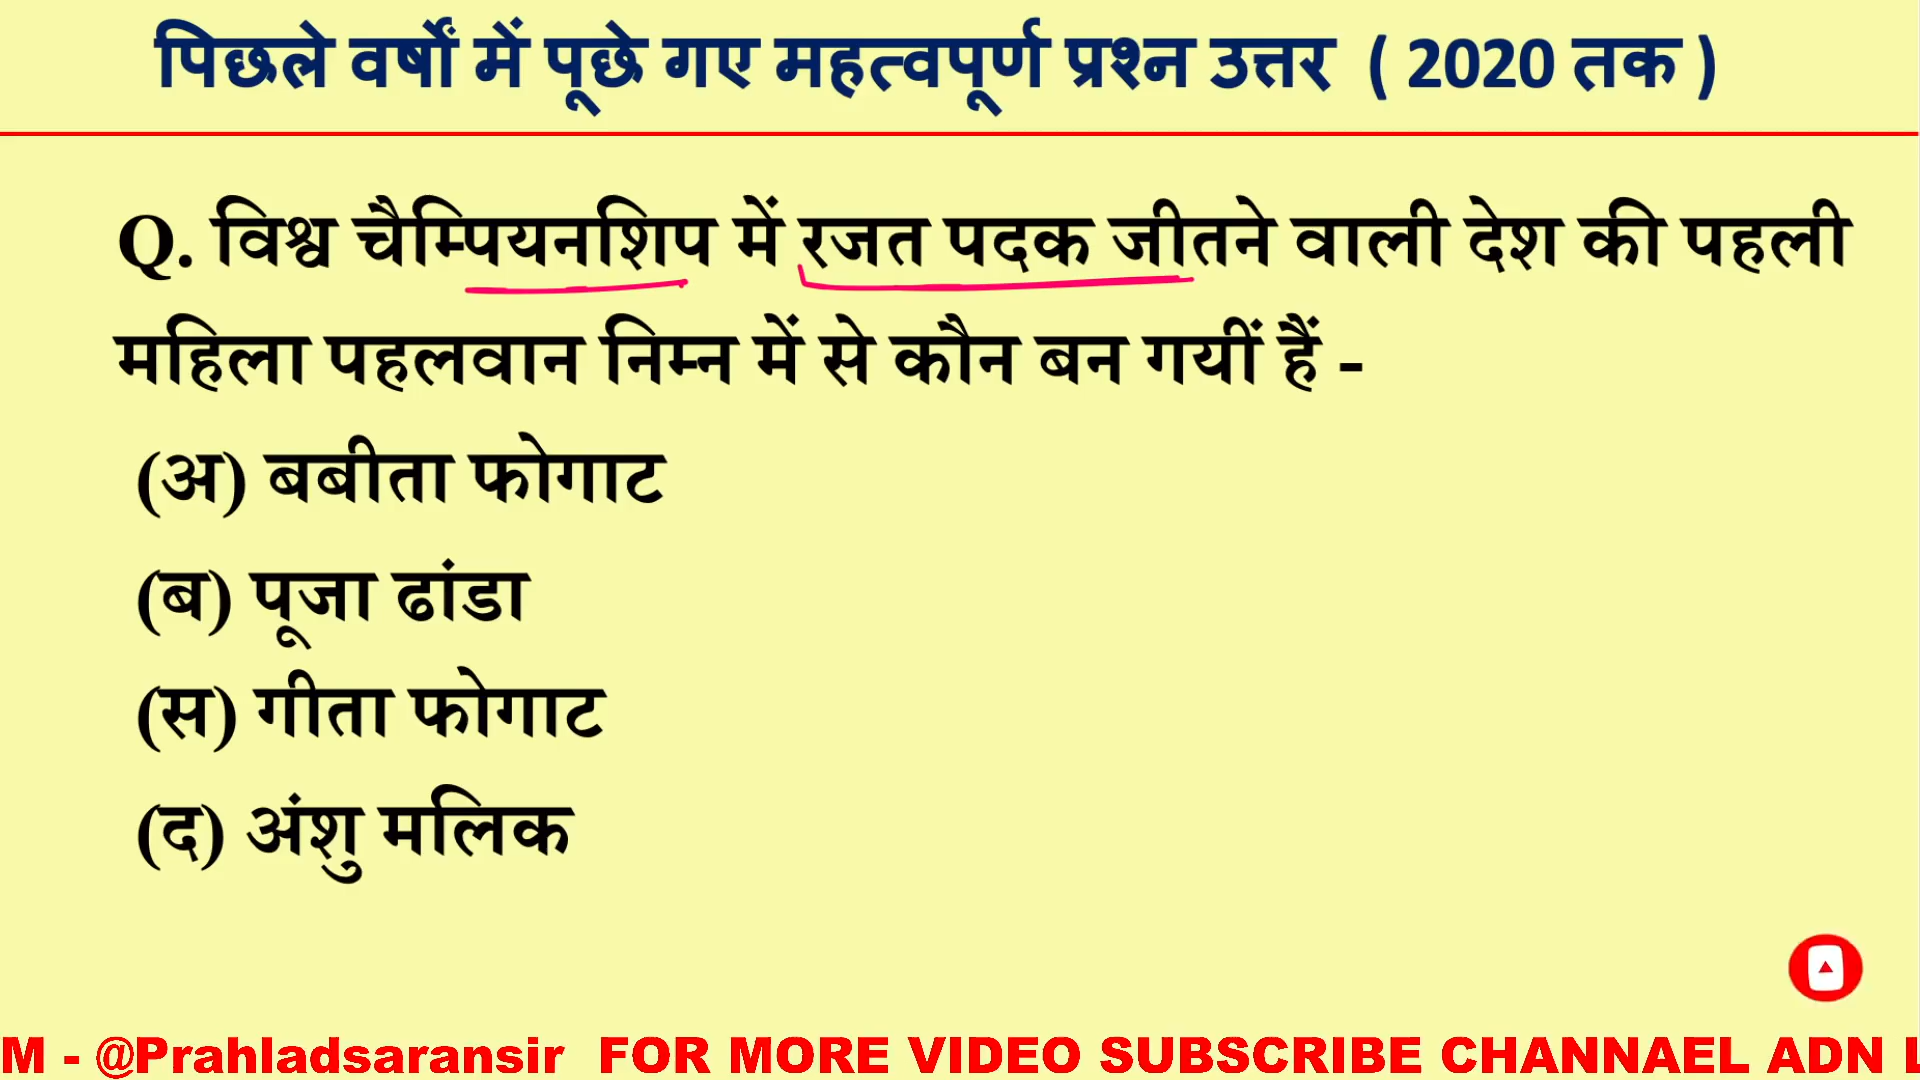 पिछले वर्षों में पूछे गए महत्वपूर्ण प्रश्न उत्तर ( 2020 तक )
Q. विश्व चैम्पियनशिप में रजत पदक जीतने वाली देश की पहली
महिला पहलवान निम्न में से कौन बन गयीं हैं -
(अ) बबीता फोगाट
(ब) पूजा ढांडा
(स) गीता फोगाट
(द) अंशु मलिक
M - @Prahladsaransir FOR MORE VIDEO SUBSCRIBE CHANNAEL ADN L